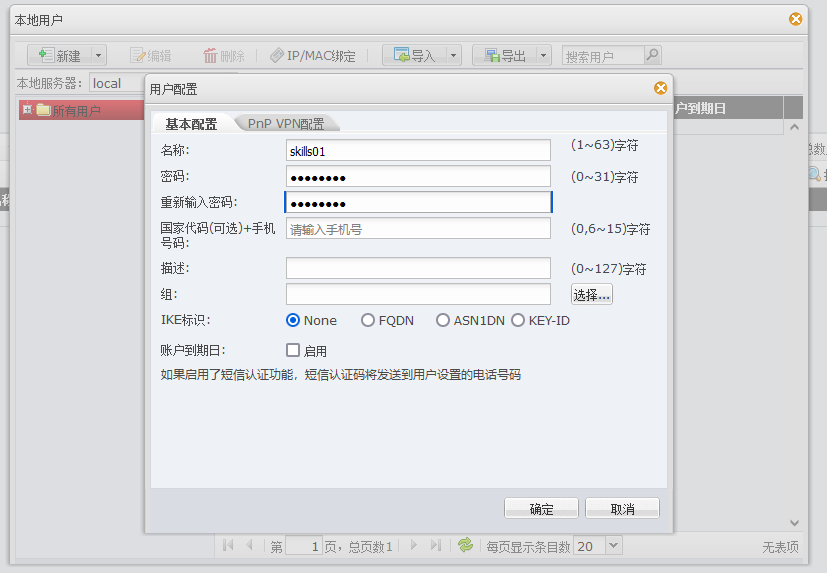 本地用户
新建 编辑 删除 IP/MAC绑定 导入 导出 搜索用户
本地服务器： local
所有用户
户到期日
用户配置
基本配置 PnP VPN配置
名称: skills01 (1~63)字符
密码: ●●●●●●●● (0~31)字符
重新输入密码: ●●●●●●●●
国家代码(可选)+手机
号码: 请输入手机号 (0,6~15)字符
描述: (0~127)字符
组: 选择...
IKE标识: None FQDN ASN1DN KEY-ID
账户到期日: 启用
如果启用了短信认证功能，短信认证码将发送到用户设置的电话号码
确定 取消
第 1 页，总页数1 每页显示条目数 20 无表项